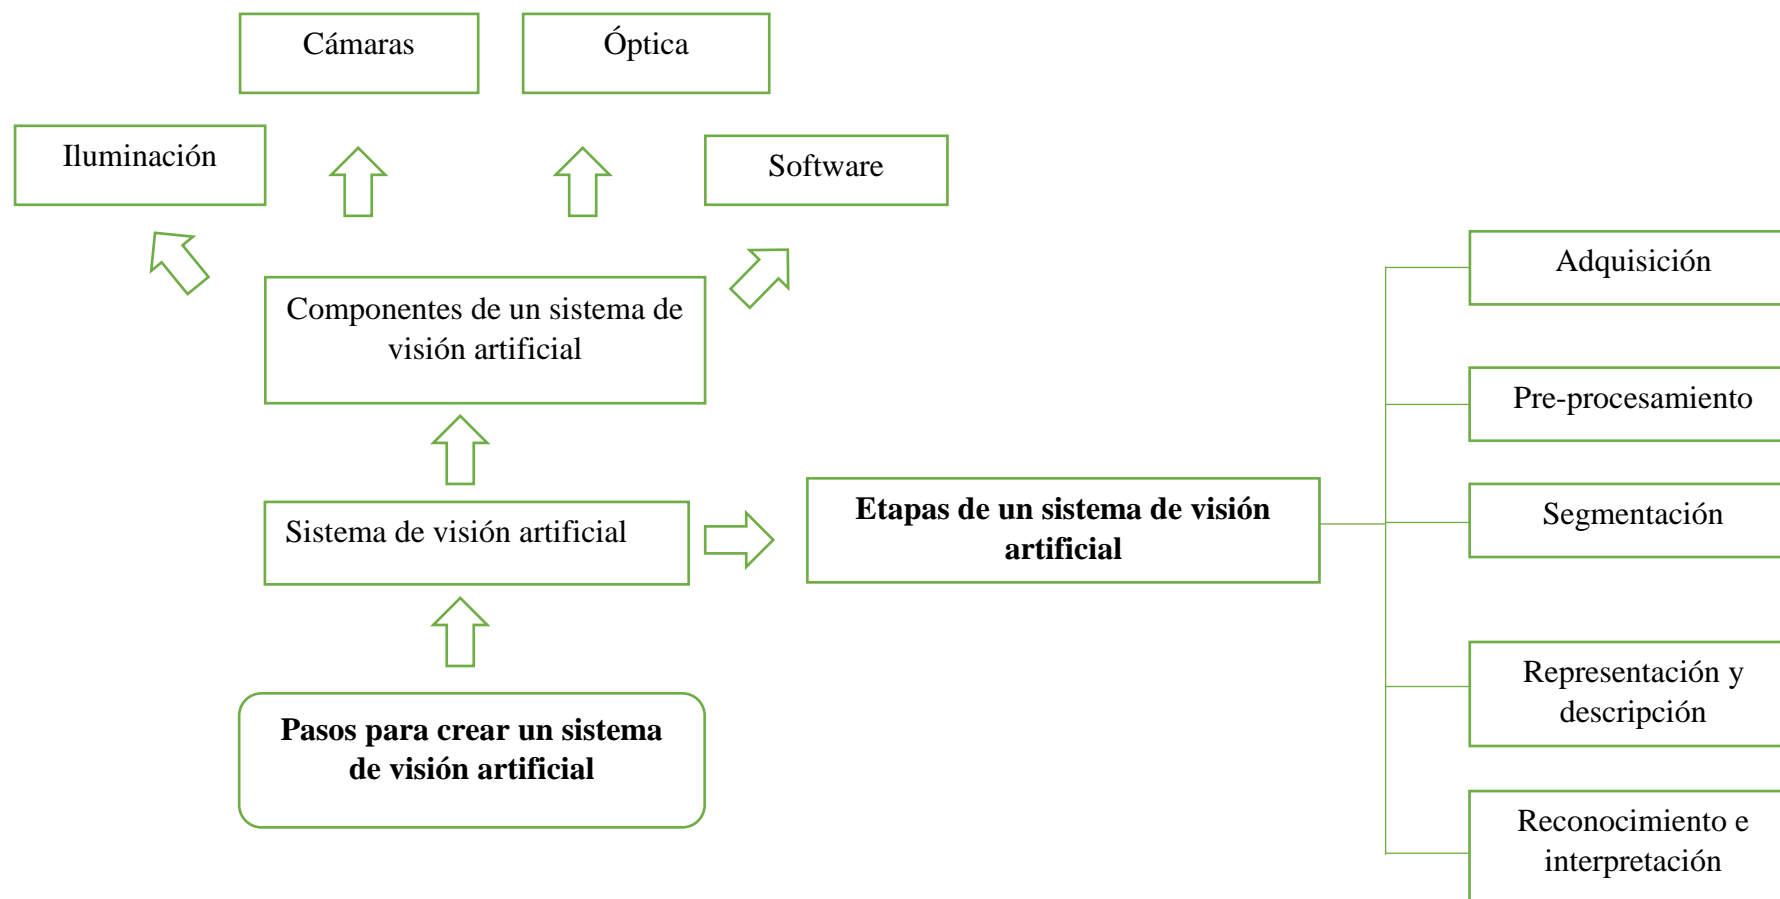 Cámaras
Óptica
Iluminación
Software
Componentes de un sistema de
visión artificial
Sistema de visión artificial
Pasos para crear un sistema
de visión artificial
Etapas de un sistema de visión
artificial
Adquisición
Pre-procesamiento
Segmentación
Representación y
descripción
Reconocimiento e
interpretación